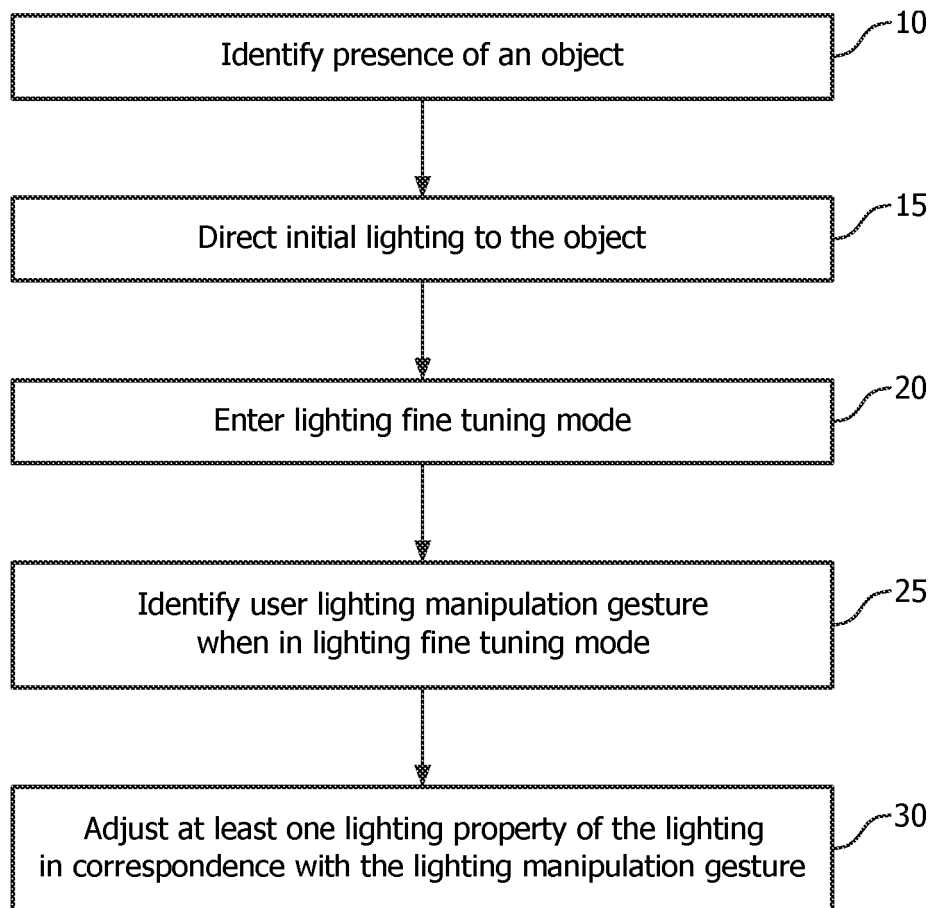 Identify presence of an object
10
Direct initial lighting to the object
15
Enter lighting fine tuning mode
20
Identify user lighting manipulation gesture
when in lighting fine tuning mode
25
Adjust at least one lighting property of the lighting
in correspondence with the lighting manipulation gesture
30